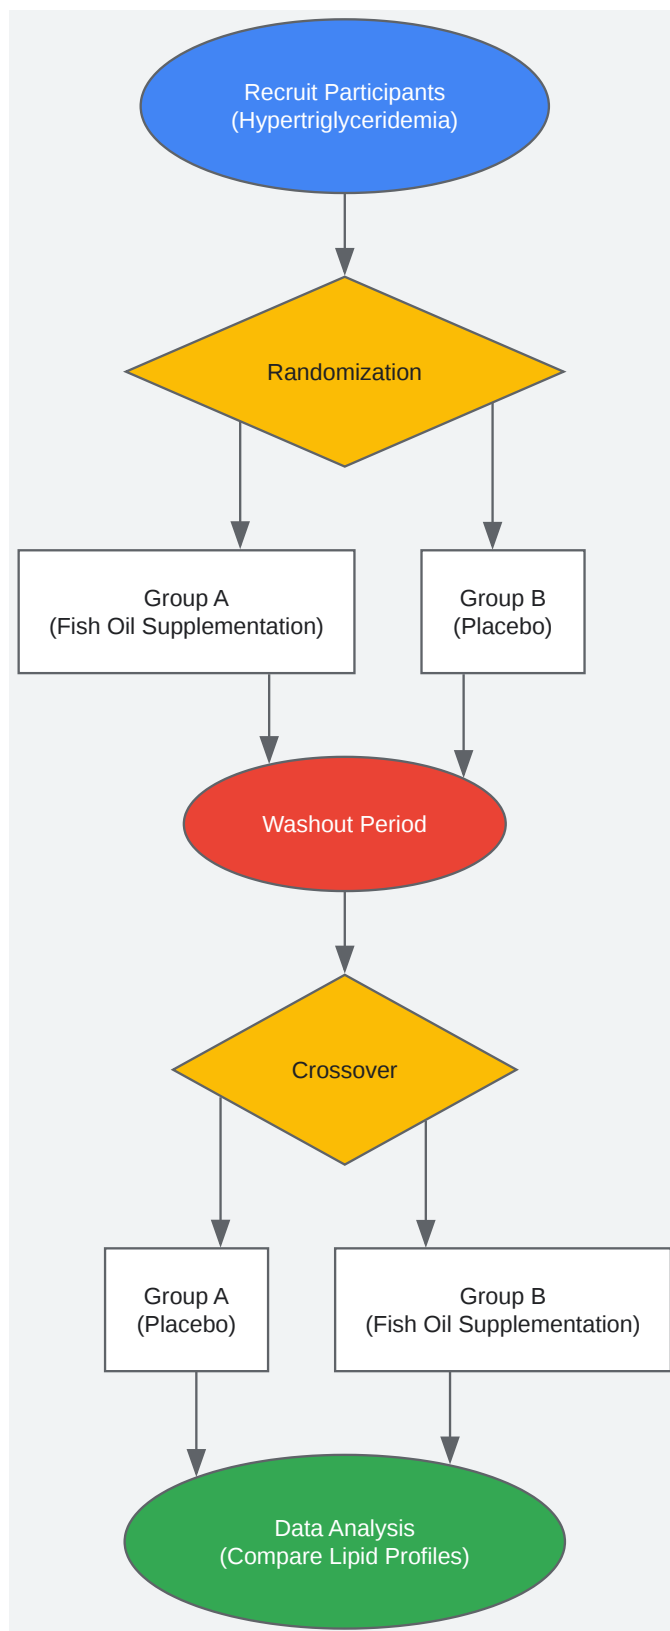 Recruit Participants
(Hypertriglyceridemia)
Randomization
Group A
(Fish Oil Supplementation)
Group B
(Placebo)
Washout Period
Crossover
Group A
(Placebo)
Group B
(Fish Oil Supplementation)
Data Analysis
(Compare Lipid Profiles)